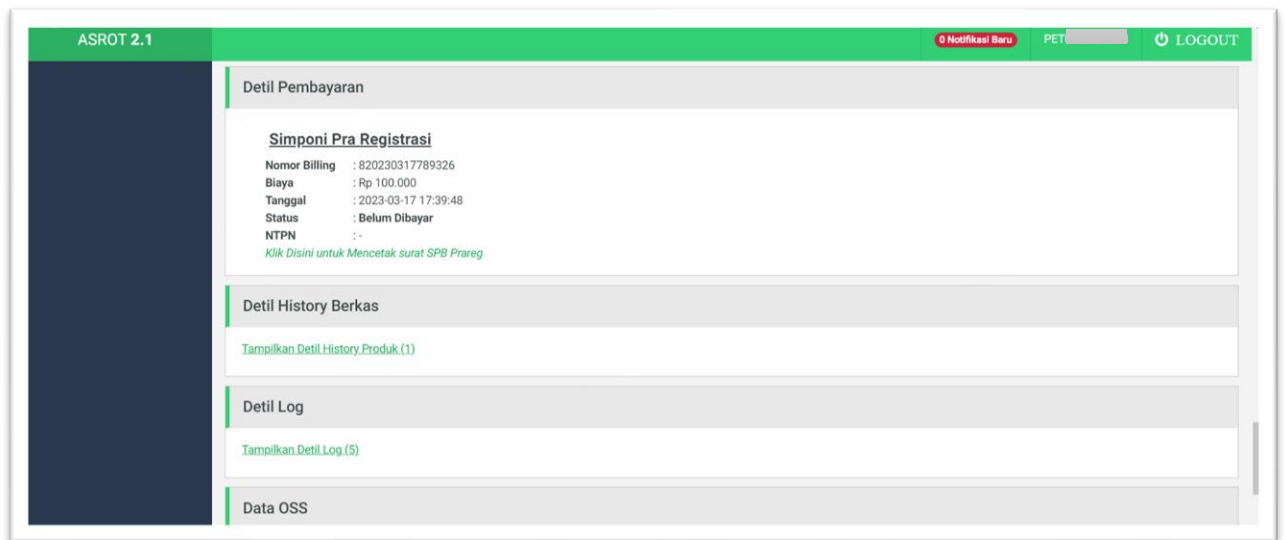 ASROT 2.1
0 Notifikasi Baru
PET
LOGOUT
Detil Pembayaran
Simponi Pra Registrasi
Nomor Billing : 820230317789326
Biaya : Rp 100.000
Tanggal : 2023-03-17 17:39:48
Status : Belum Dibayar
NTPN : -
Klik Disini untuk Mencetak surat SPB Prareg
Detil History Berkas
Tampilkan Detil History Produk (1)
Detil Log
Tampilkan Detil Log (5)
Data OSS